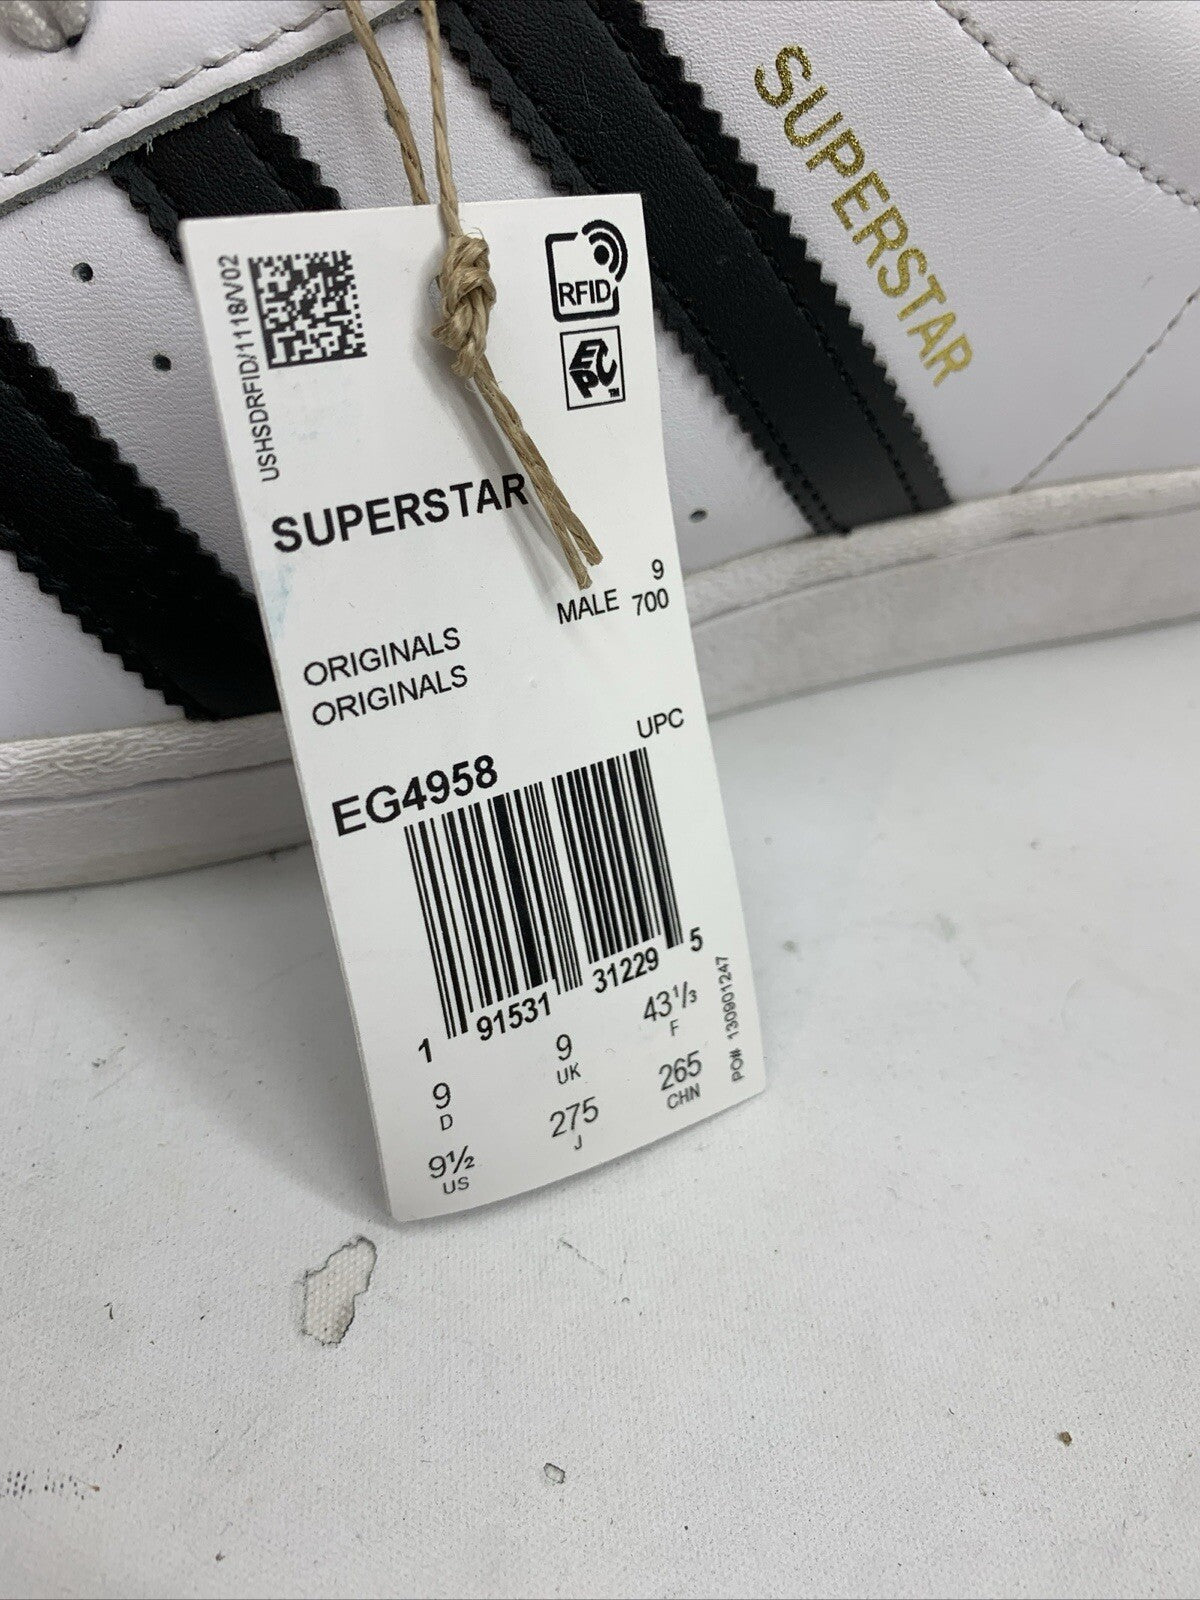 SUPERSTAR
USHSDRFID/1118/V02
RFID
EPC™
SUPERSTAR
9
MALE 700
ORIGINALS
ORIGINALS
UPC
EG4958
1 91531 31229 5
9 9 43⅓
D UK F
9½ 275 265
US J CHN
PO#: 130901247